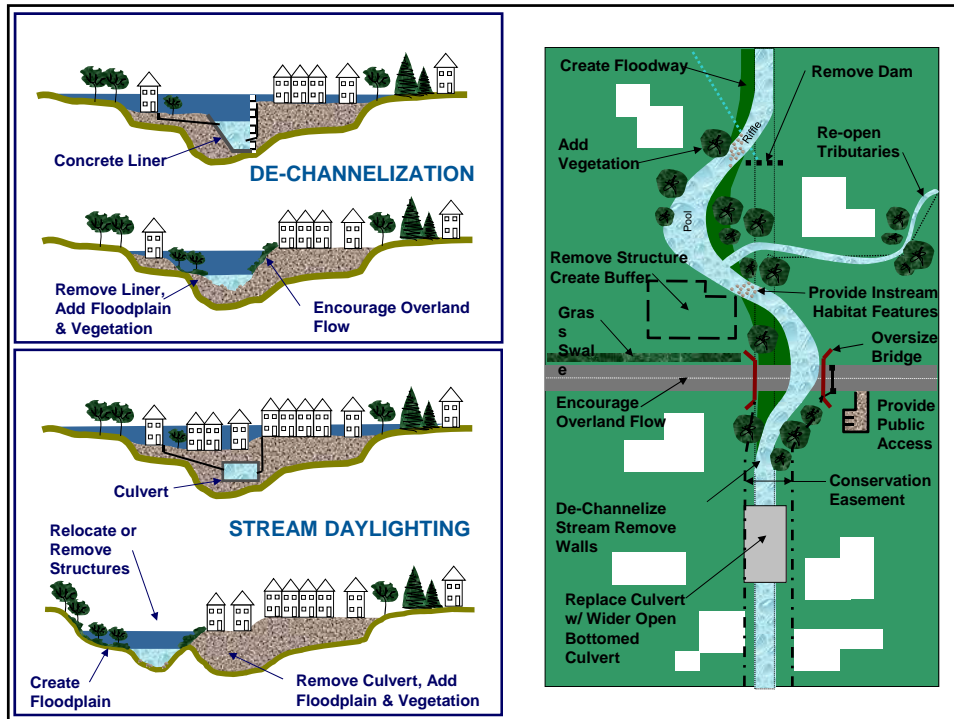 Concrete Liner
DE-CHANNELIZATION
Remove Liner,
Add Floodplain
& Vegetation
Encourage Overland
Flow
Culvert
STREAM DAYLIGHTING
Relocate or
Remove
Structures
Create
Floodplain
Remove Culvert, Add
Floodplain & Vegetation
Create Floodway
Remove Dam
Riffle
Add
Vegetation
Re-open
Tributaries
Pool
Remove Structure
Create Buffer
Provide Instream
Habitat Features
Gras
s
Swal
e
Oversize
Bridge
Encourage
Overland Flow
Provide
Public
Access
Conservation
Easement
De-Channelize
Stream Remove
Walls
Replace Culvert
w/ Wider Open
Bottomed
Culvert